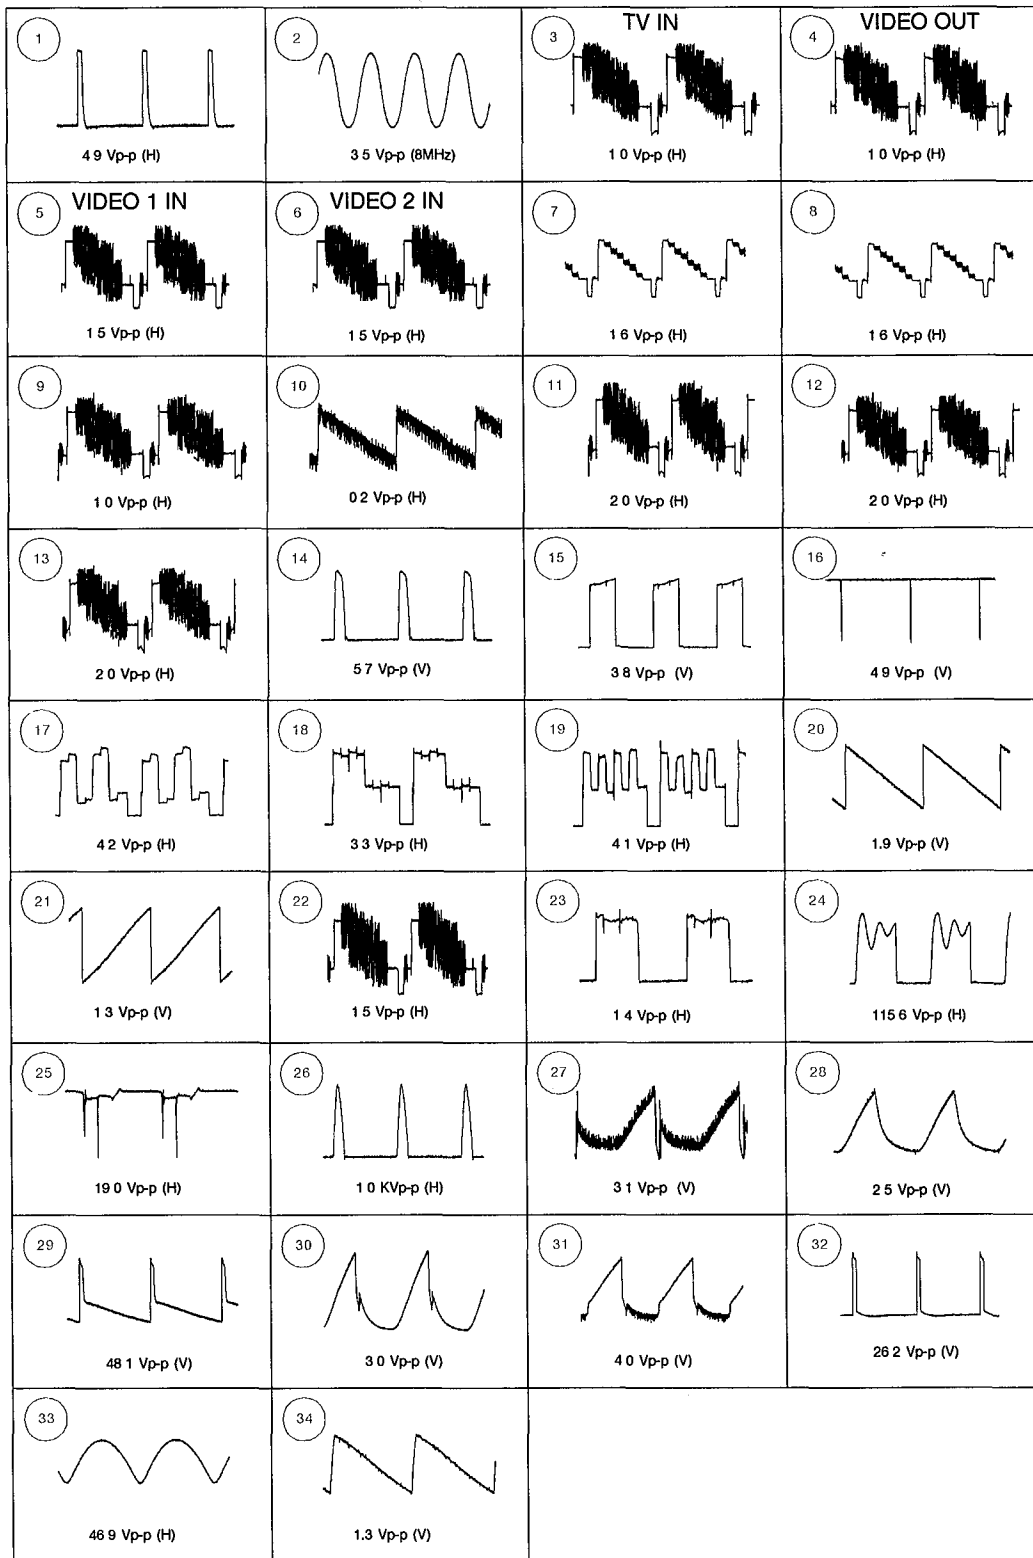 1
4 9 Vp-p (H)
2
3 5 Vp-p (8MHz)
TV IN
3
1 0 Vp-p (H)
VIDEO OUT
4
1 0 Vp-p (H)
VIDEO 1 IN
5
1 5 Vp-p (H)
VIDEO 2 IN
6
1 5 Vp-p (H)
7
1 6 Vp-p (H)
8
1 6 Vp-p (H)
9
1 0 Vp-p (H)
10
0 2 Vp-p (H)
11
2 0 Vp-p (H)
12
2 0 Vp-p (H)
13
2 0 Vp-p (H)
14
5 7 Vp-p (V)
15
3 8 Vp-p (V)
16
4 9 Vp-p (V)
17
4 2 Vp-p (H)
18
3 3 Vp-p (H)
19
4 1 Vp-p (H)
20
1.9 Vp-p (V)
21
1 3 Vp-p (V)
22
1 5 Vp-p (H)
23
1 4 Vp-p (H)
24
115 6 Vp-p (H)
25
19 0 Vp-p (H)
26
1 0 KVp-p (H)
27
3 1 Vp-p (V)
28
2 5 Vp-p (V)
29
48 1 Vp-p (V)
30
3 0 Vp-p (V)
31
4 0 Vp-p (V)
32
26 2 Vp-p (V)
33
46 9 Vp-p (H)
34
1.3 Vp-p (V)